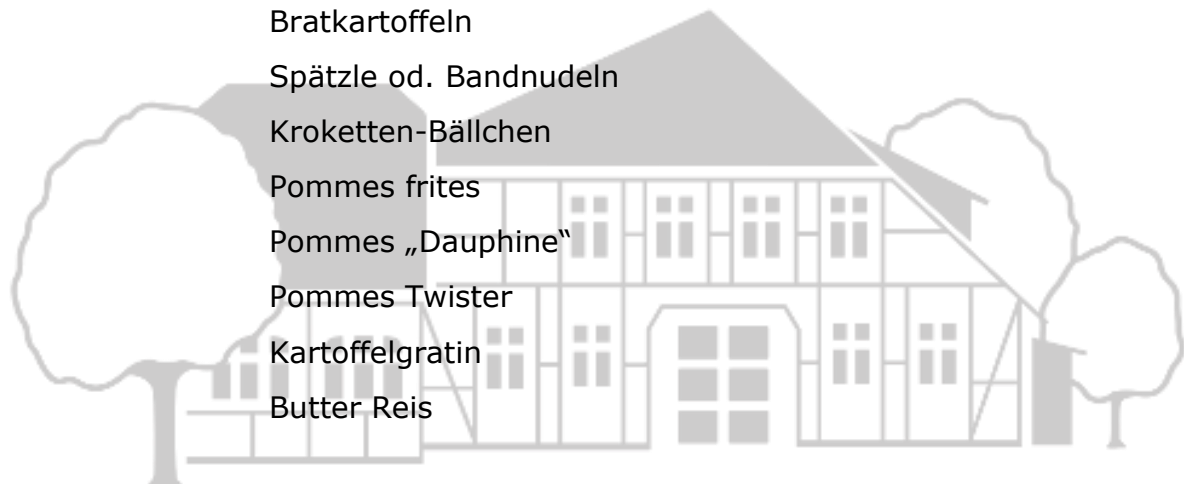 Bratkartoffeln
Spätzle od. Bandnudeln
Kroketten-Bällchen
Pommes frites
Pommes „Dauphine“
Pommes Twister
Kartoffelgratin
Butter Reis